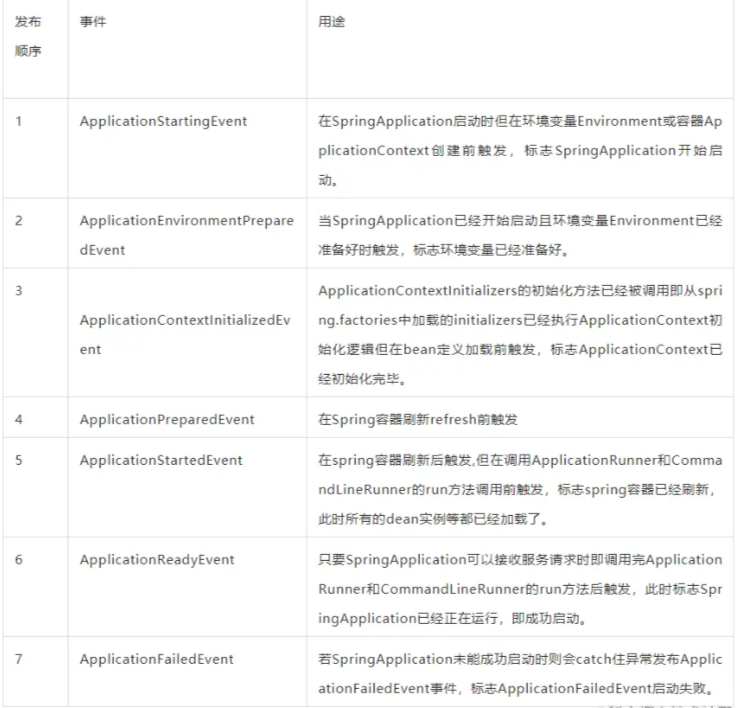 发布
顺序
事件
用途
1
ApplicationStartingEvent
在SpringApplication启动时但在环境变量Environment或容器Ap
plicationContext创建前触发，标志SpringApplication开始启
动。
2
ApplicationEnvironmentPrepare
dEvent
当SpringApplication已经开始启动且环境变量Environment已经
准备好时触发，标志环境变量已经准备好。
3
ApplicationContextInitializedEv
ent
ApplicationContextInitializers的初始化方法已经被调用即从spri
ng.factories中加载的initializers已经执行ApplicationContext初
始化逻辑但在bean定义加载前触发，标志ApplicationContext已
经初始化完毕。
4
ApplicationPreparedEvent
在Spring容器刷新refresh前触发
5
ApplicationStartedEvent
在spring容器刷新后触发,但在调用ApplicationRunner和Comma
ndLineRunner的run方法调用前触发，标志spring容器已经刷新，
此时所有的dean实例等都已经加载了。
6
ApplicationReadyEvent
只要SpringApplication可以接收服务请求时即调用完Application
Runner和CommandLineRunner的run方法后触发，此时标志Spr
ingApplication已经正在运行，即成功启动。
7
ApplicationFailedEvent
若SpringApplication未能成功启动时则会catch住异常发布Applic
ationFailedEvent事件，标志ApplicationFailedEvent启动失败。